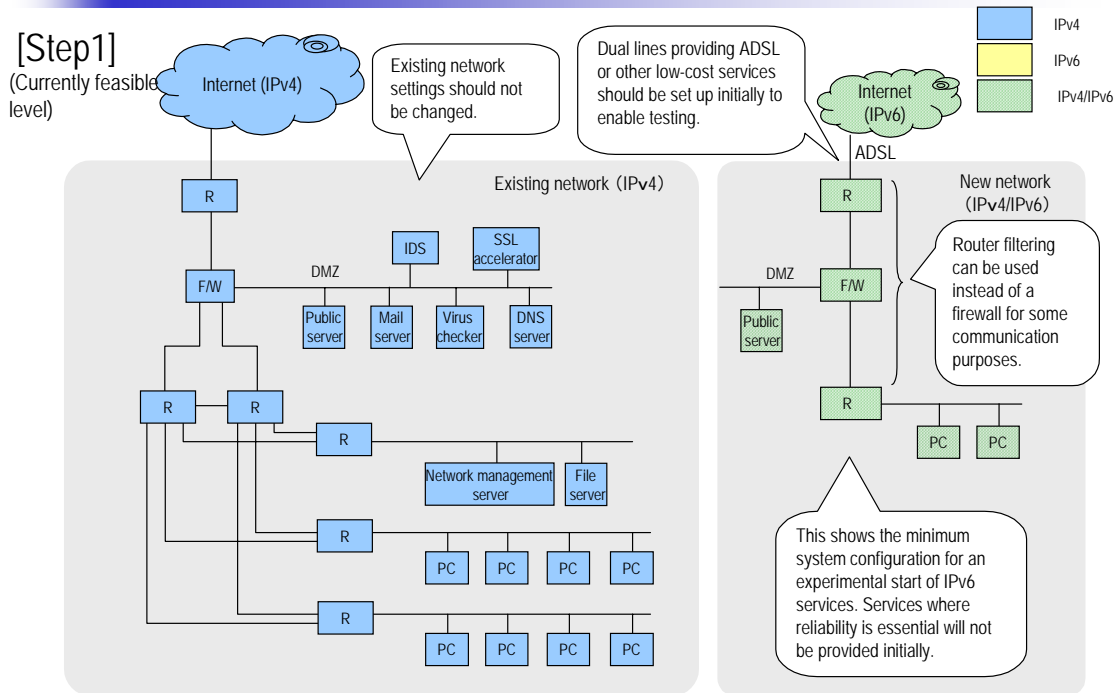 [Step1]
(Currently feasible
level)
Internet (IPv4)
Existing network
settings should not
be changed.
Dual lines providing ADSL
or other low-cost services
should be set up initially to
enable testing.
Internet
(IPv6)
ADSL
IPv4
IPv6
IPv4/IPv6
Existing network （IPv4）
R
F/W
DMZ
IDS
SSL
accelerator
Public
server
Mail
server
Virus
checker
DNS
server
R
R
R
Network management
server
File
server
R
PC
PC
PC
PC
R
PC
PC
PC
PC
New network
（IPv4/IPv6）
R
Router filtering
can be used
instead of a
firewall for some
communication
purposes.
DMZ
F/W
Public
server
R
PC
PC
This shows the minimum
system configuration for an
experimental start of IPv6
services. Services where
reliability is essential will not
be provided initially.